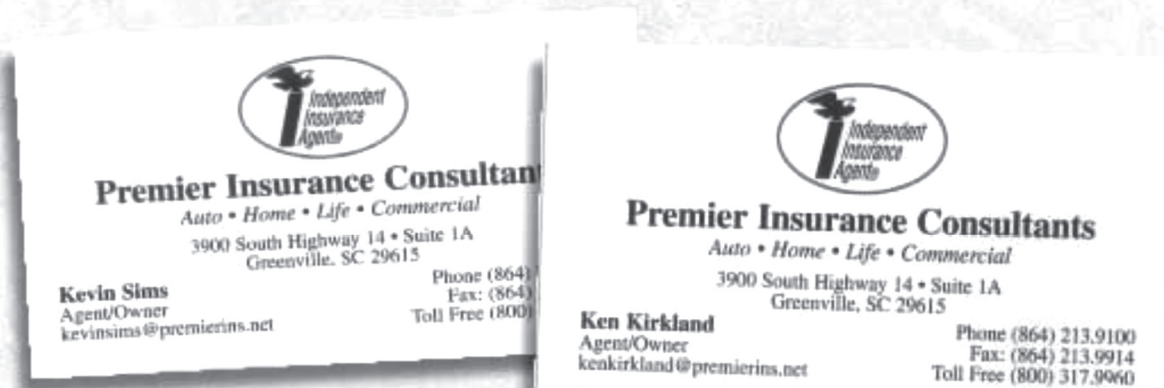 Independent
Insurance
Agent®
Premier Insurance Consultan
Auto • Home • Life • Commercial
3900 South Highway 14 • Suite 1A
Greenville, SC 29615
Kevin Sims
Agent/Owner
kevinsims@premierins.net
Phone (864)
Fax: (864)
Toll Free (800)
Independent
Insurance
Agent®
Premier Insurance Consultants
Auto • Home • Life • Commercial
3900 South Highway 14 • Suite 1A
Greenville, SC 29615
Ken Kirkland
Agent/Owner
kenkirkland@premierins.net
Phone (864) 213.9100
Fax: (864) 213.9914
Toll Free (800) 317.9960